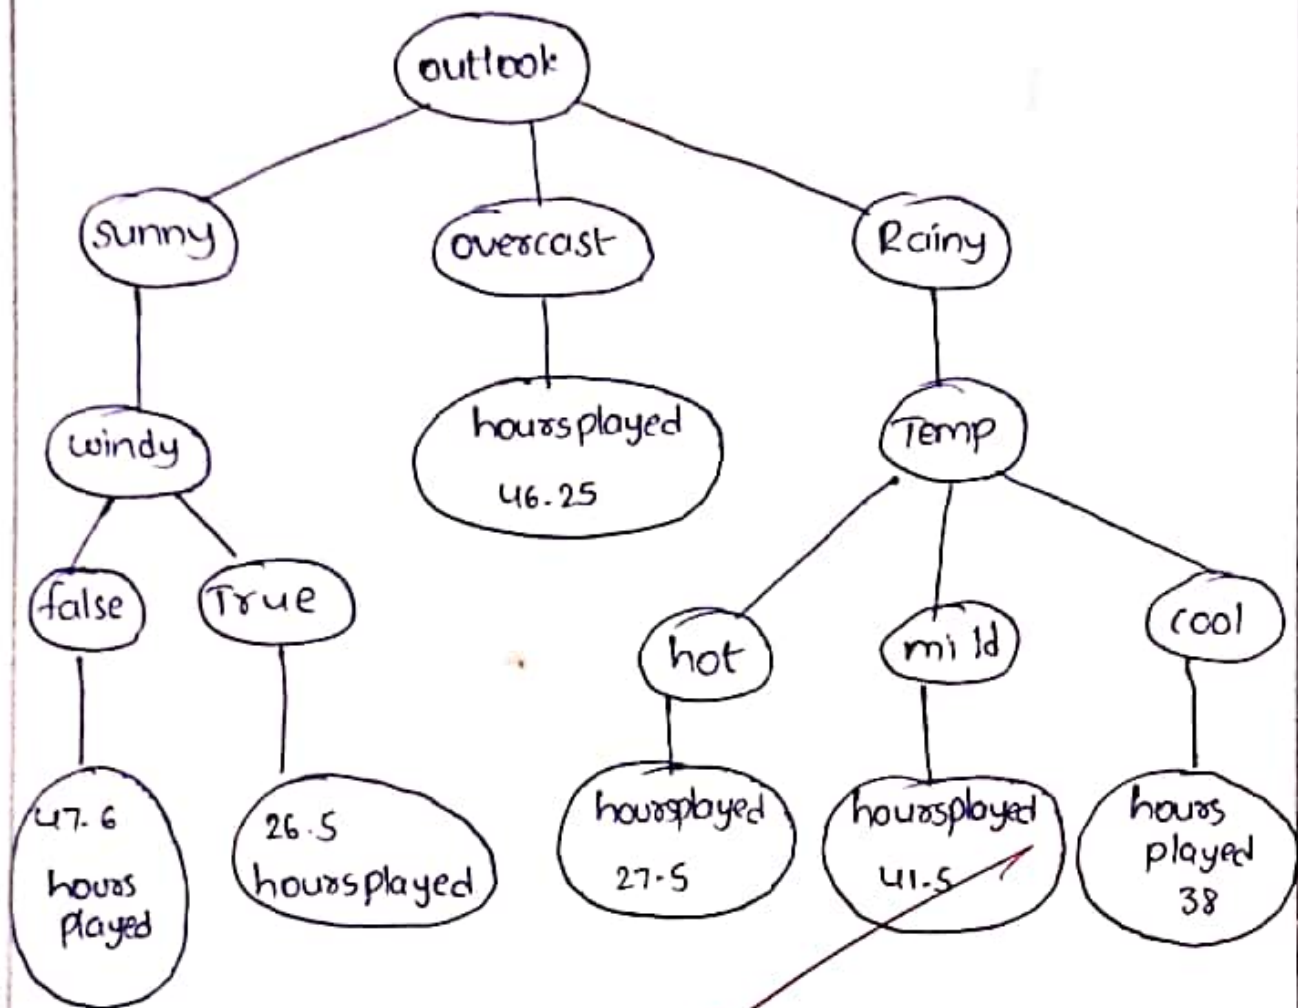 outlook
sunny
overcast
Rainy
windy
hoursplayed
46.25
Temp
false
True
hot
mild
cool
47.6
hours
played
26.5
hoursplayed
hoursplayed
27.5
hoursplayed
41.5
hours
played
38